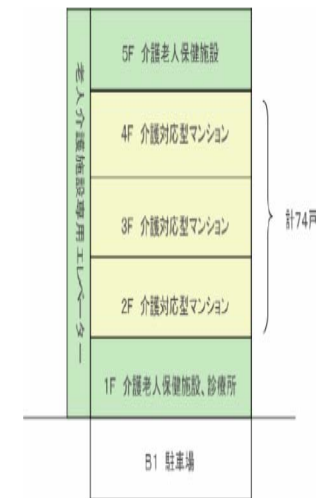 老人介護施設専用エレベーター
5F 介護老人保健施設
4F 介護対応型マンション
3F 介護対応型マンション
2F 介護対応型マンション
計74戸
1F 介護老人保健施設、診療所
B1 駐車場